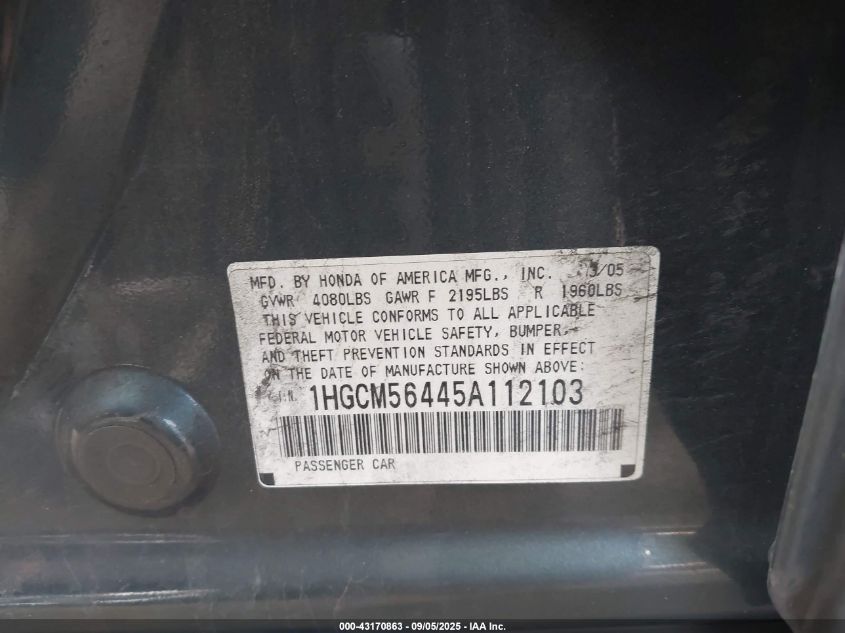 MFD. BY HONDA OF AMERICA MFG., INC. 3/05
GVWR 4080LBS GAWR F 2195LBS R 1960LBS
THIS VEHICLE CONFORMS TO ALL APPLICABLE
FEDERAL MOTOR VEHICLE SAFETY, BUMPER,
AND THEFT PREVENTION STANDARDS IN EFFECT
ON THE DATE OF MANUFACTURE SHOWN ABOVE:
V.I.N. 1HGCM56445A112103
PASSENGER CAR
000-43170863 - 09/05/2025 - IAA Inc.